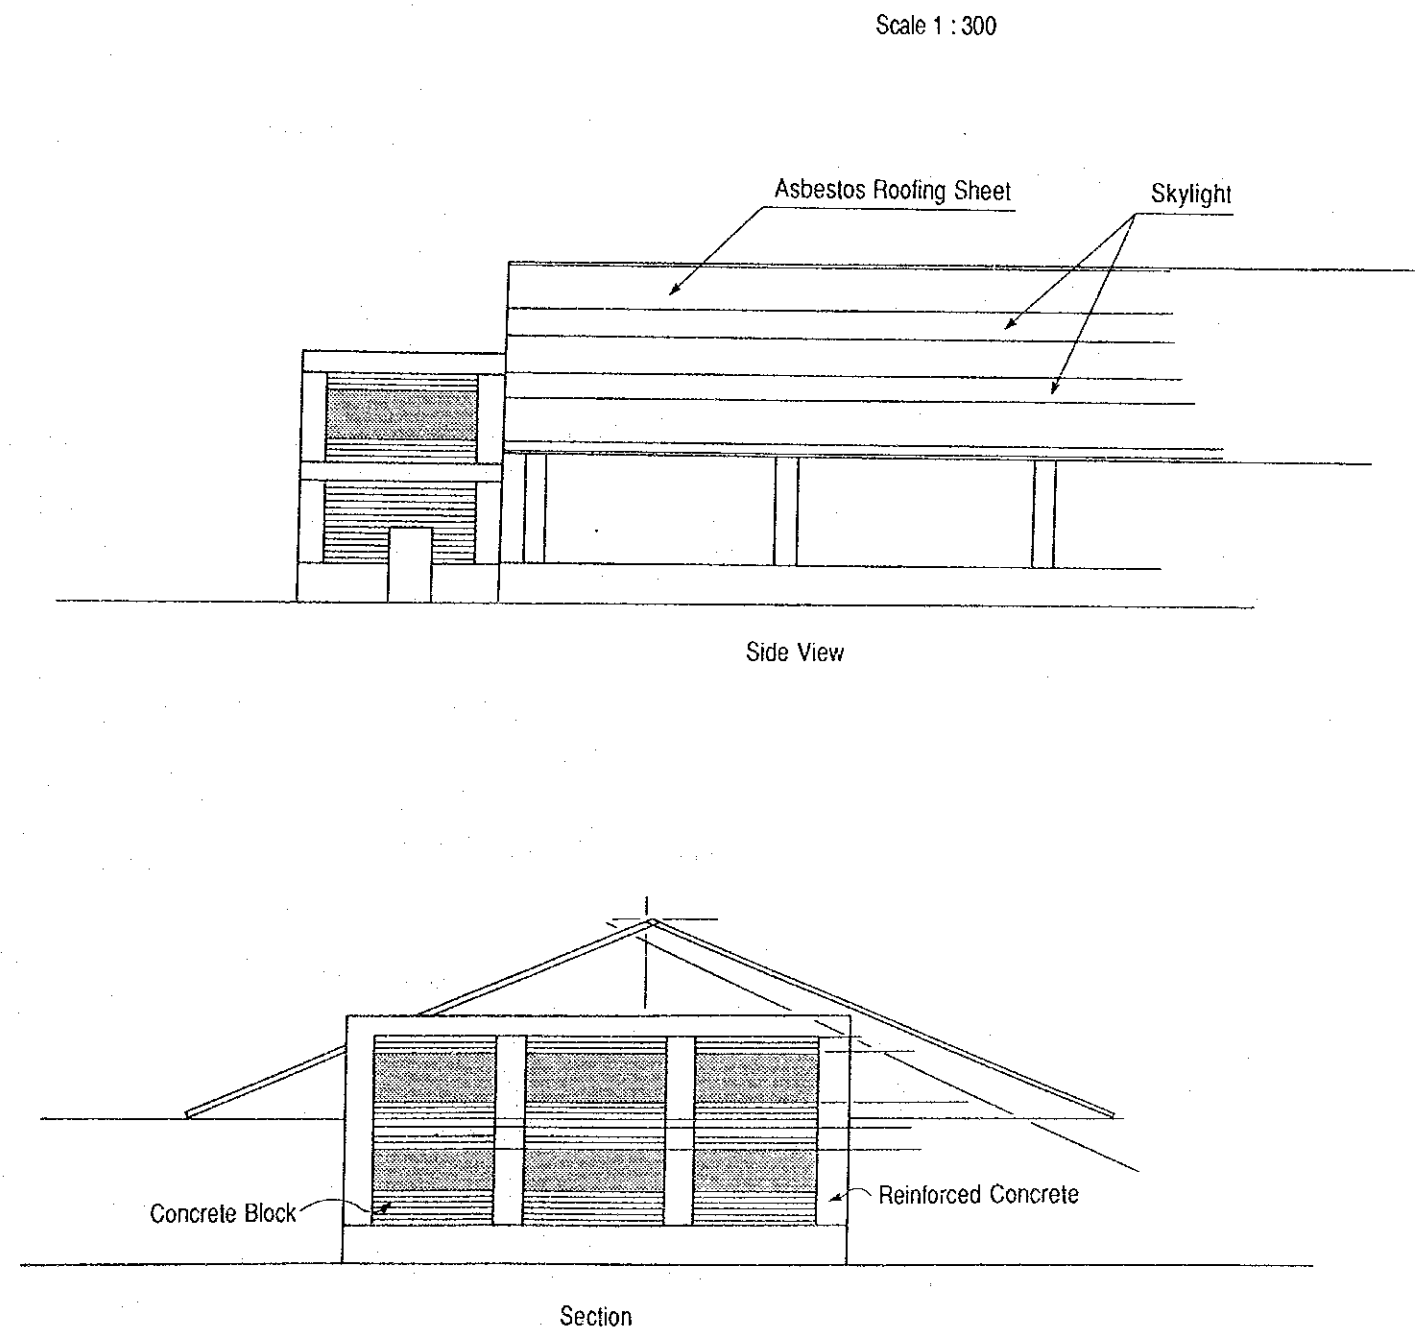 Scale 1 : 300
Asbestos Roofing Sheet
Skylight
Side View
Concrete Block
Reinforced Concrete
Section